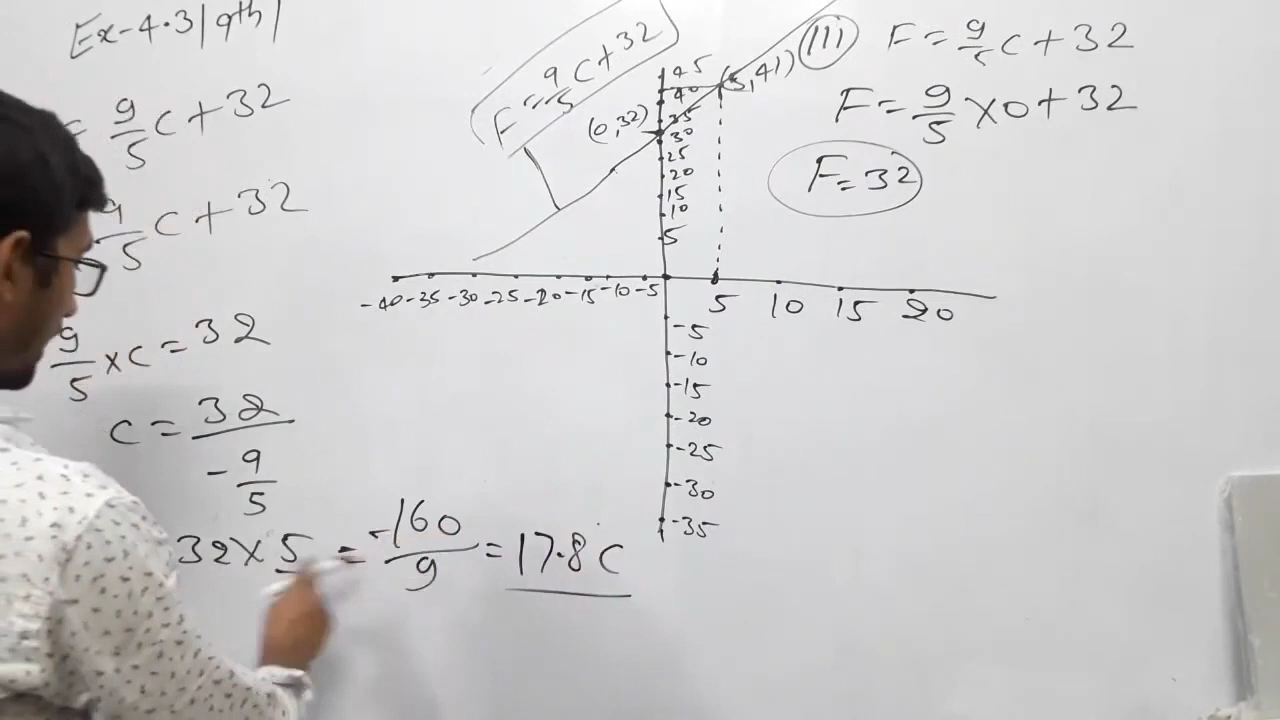 Ex-4.3|9th|
= 9/5 C + 32
9/5 C + 32
9/5 × C = 32
C = 32/-9/5
32 × 5 = -160/9 = 17.8 C
F = 9/5 C + 32
(0,32)
(5,41)
45
40
35
30
25
20
15
10
5
-40 -35 -30 -25 -20 -15 -10 -5
5 10 15 20
-5
-10
-15
-20
-25
-30
-35
(iii) F = 9/5 C + 32
F = 9/5 × 0 + 32
F = 32